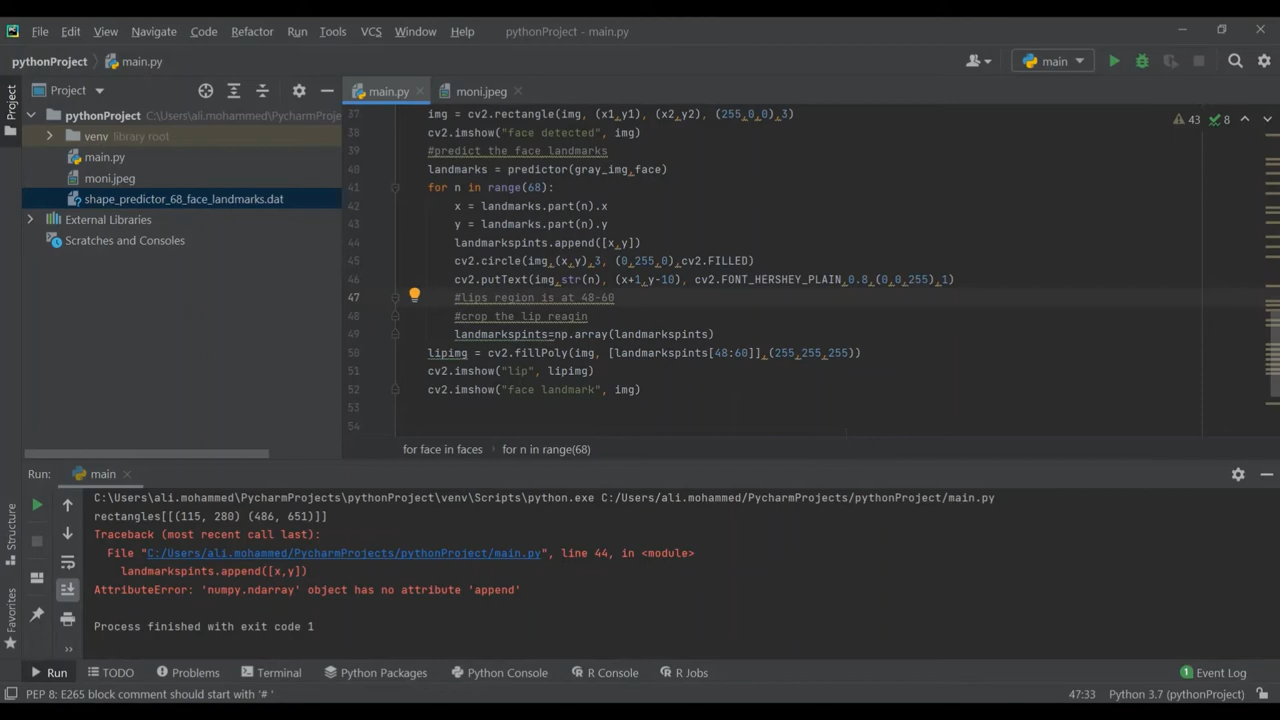 File Edit View Navigate Code Refactor Run Tools VCS Window Help pythonProject - main.py
pythonProject main.py main
Project
Project
main.py
moni.jpeg
pythonProject C:\Users\ali.mohammed\PycharmProje
venv library root
main.py
moni.jpeg
shape_predictor_68_face_landmarks.dat
External Libraries
Scratches and Consoles
43 8
37 img = cv2.rectangle(img, (x1,y1), (x2,y2), (255,0,0),3)
38 cv2.imshow("face detected", img)
39 #predict the face landmarks
40 landmarks = predictor(gray_img,face)
41 for n in range(68):
42 x = landmarks.part(n).x
43 y = landmarks.part(n).y
44 landmarkspints.append([x,y])
45 cv2.circle(img,(x,y),3, (0,255,0),cv2.FILLED)
46 cv2.putText(img,str(n), (x+1,y-10), cv2.FONT_HERSHEY_PLAIN,0.8,(0,0,255),1)
47 #lips region is at 48-60
48 #crop the lip reagin
49 landmarkspints=np.array(landmarkspints)
50 lipimg = cv2.fillPoly(img, [landmarkspints[48:60]],(255,255,255))
51 cv2.imshow("lip", lipimg)
52 cv2.imshow("face landmark", img)
53
54
for face in faces for n in range(68)
Run: main
C:\Users\ali.mohammed\PycharmProjects\pythonProject\venv\Scripts\python.exe C:/Users/ali.mohammed/PycharmProjects/pythonProject/main.py
rectangles[[(115, 280) (486, 651)]]
Traceback (most recent call last):
File "C:/Users/ali.mohammed/PycharmProjects/pythonProject/main.py", line 44, in <module>
landmarkspints.append([x,y])
AttributeError: 'numpy.ndarray' object has no attribute 'append'
Process finished with exit code 1
Structure
Favorites
Run TODO Problems Terminal Python Packages Python Console R Console R Jobs 1 Event Log
PEP 8: E265 block comment should start with '# ' 47:33 Python 3.7 (pythonProject)